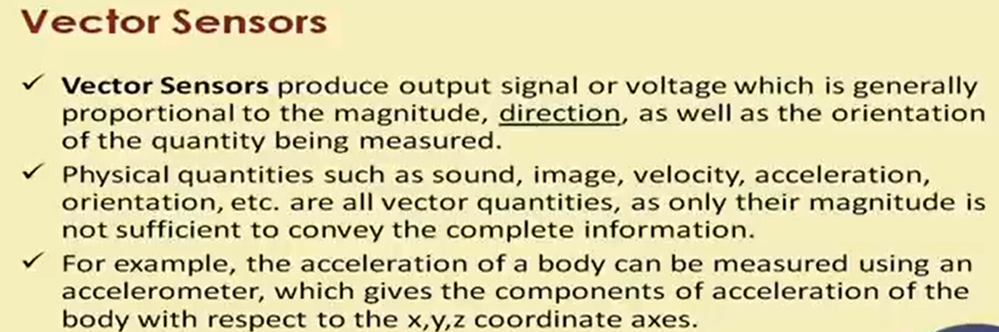 Vector Sensors
✓ Vector Sensors produce output signal or voltage which is generally
proportional to the magnitude, direction, as well as the orientation
of the quantity being measured.
✓ Physical quantities such as sound, image, velocity, acceleration,
orientation, etc. are all vector quantities, as only their magnitude is
not sufficient to convey the complete information.
✓ For example, the acceleration of a body can be measured using an
accelerometer, which gives the components of acceleration of the
body with respect to the x,y,z coordinate axes.